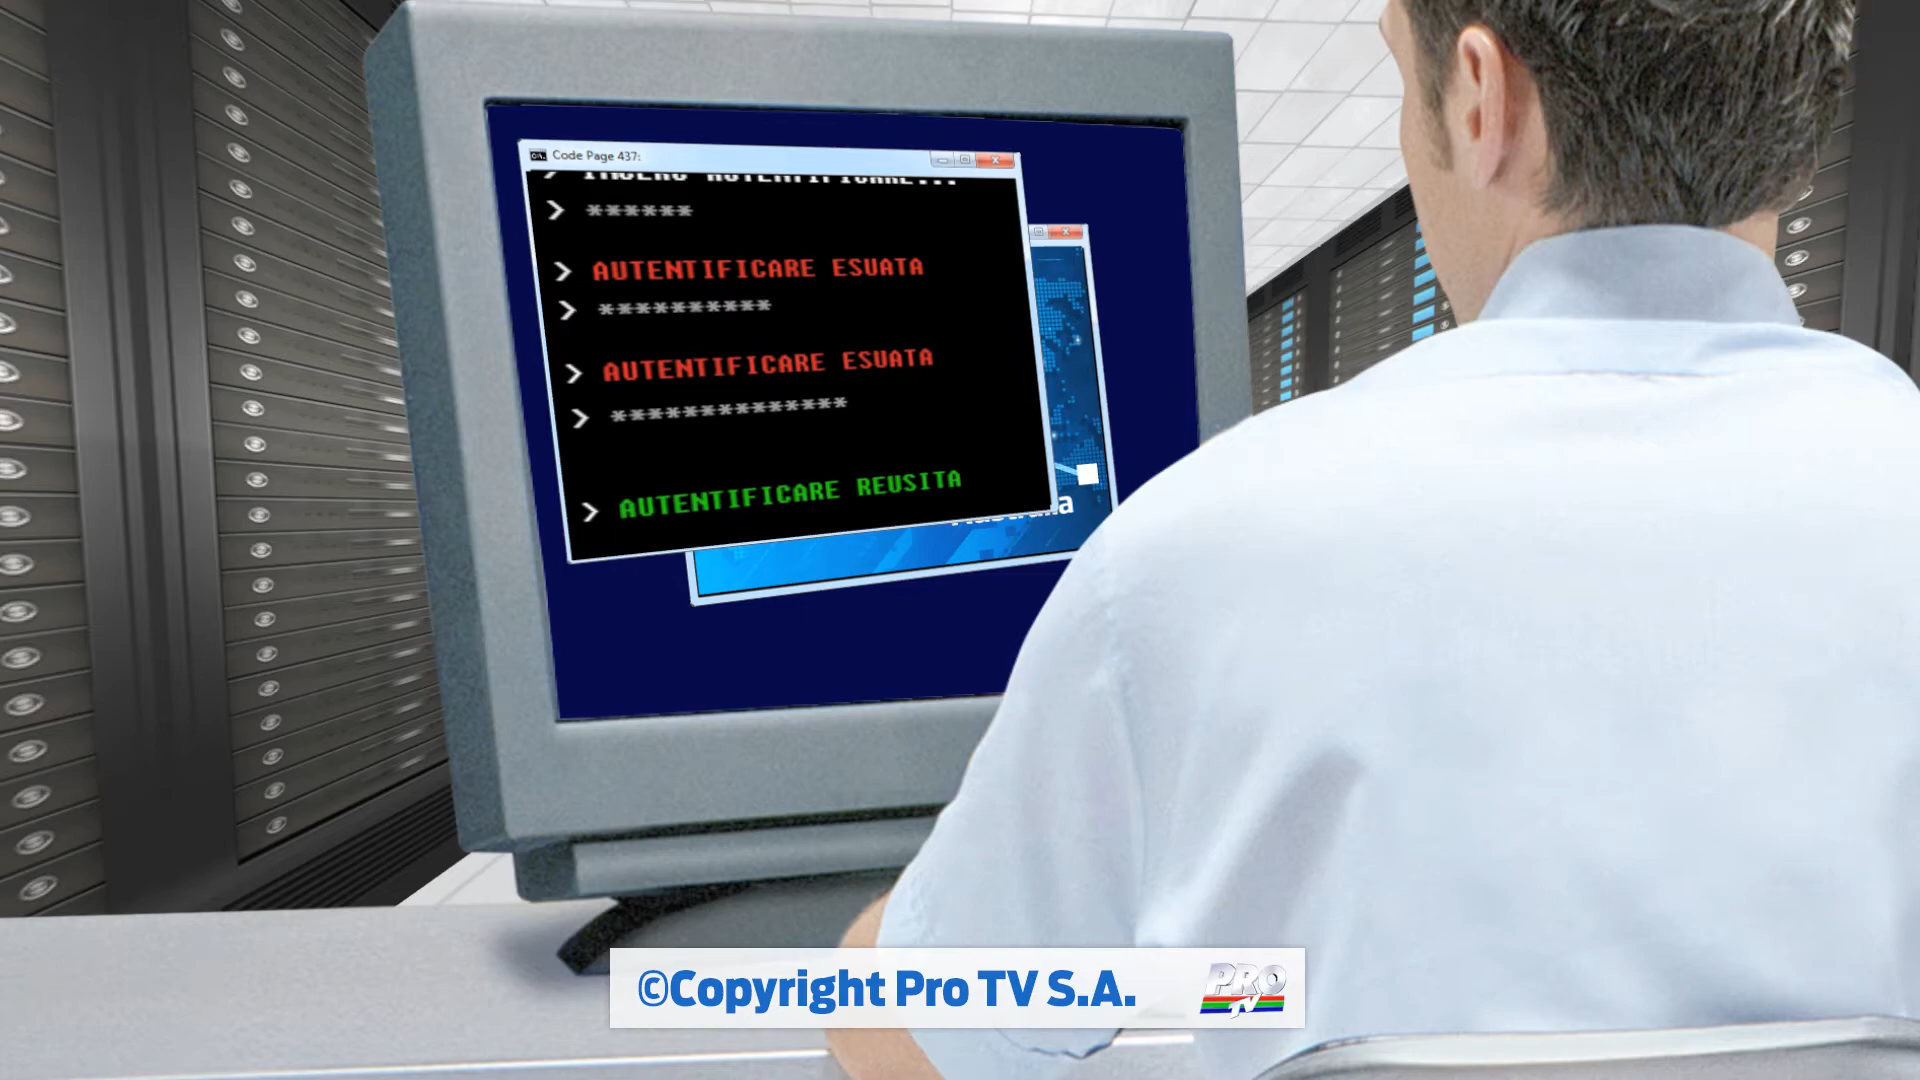 Code Page 437:
> ******
> AUTENTIFICARE ESUATA
> **********
> AUTENTIFICARE ESUATA
> **************
> AUTENTIFICARE REUSITA
©Copyright Pro TV S.A.
PRO
TV